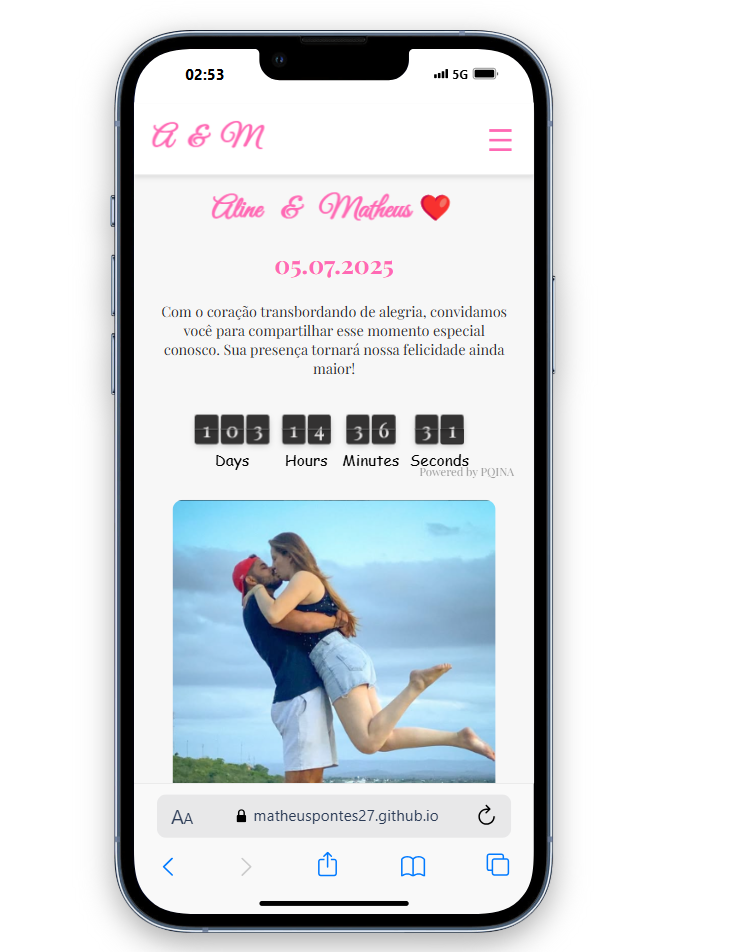 02:53 5G
A & M
Aline & Matheus
05.07.2025
Com o coração transbordando de alegria, convidamos
você para compartilhar esse momento especial
conosco. Sua presença tornará nossa felicidade ainda
maior!
103 14 36 31
Days Hours Minutes Seconds
Powered by PQINA
AA matheuspontes27.github.io